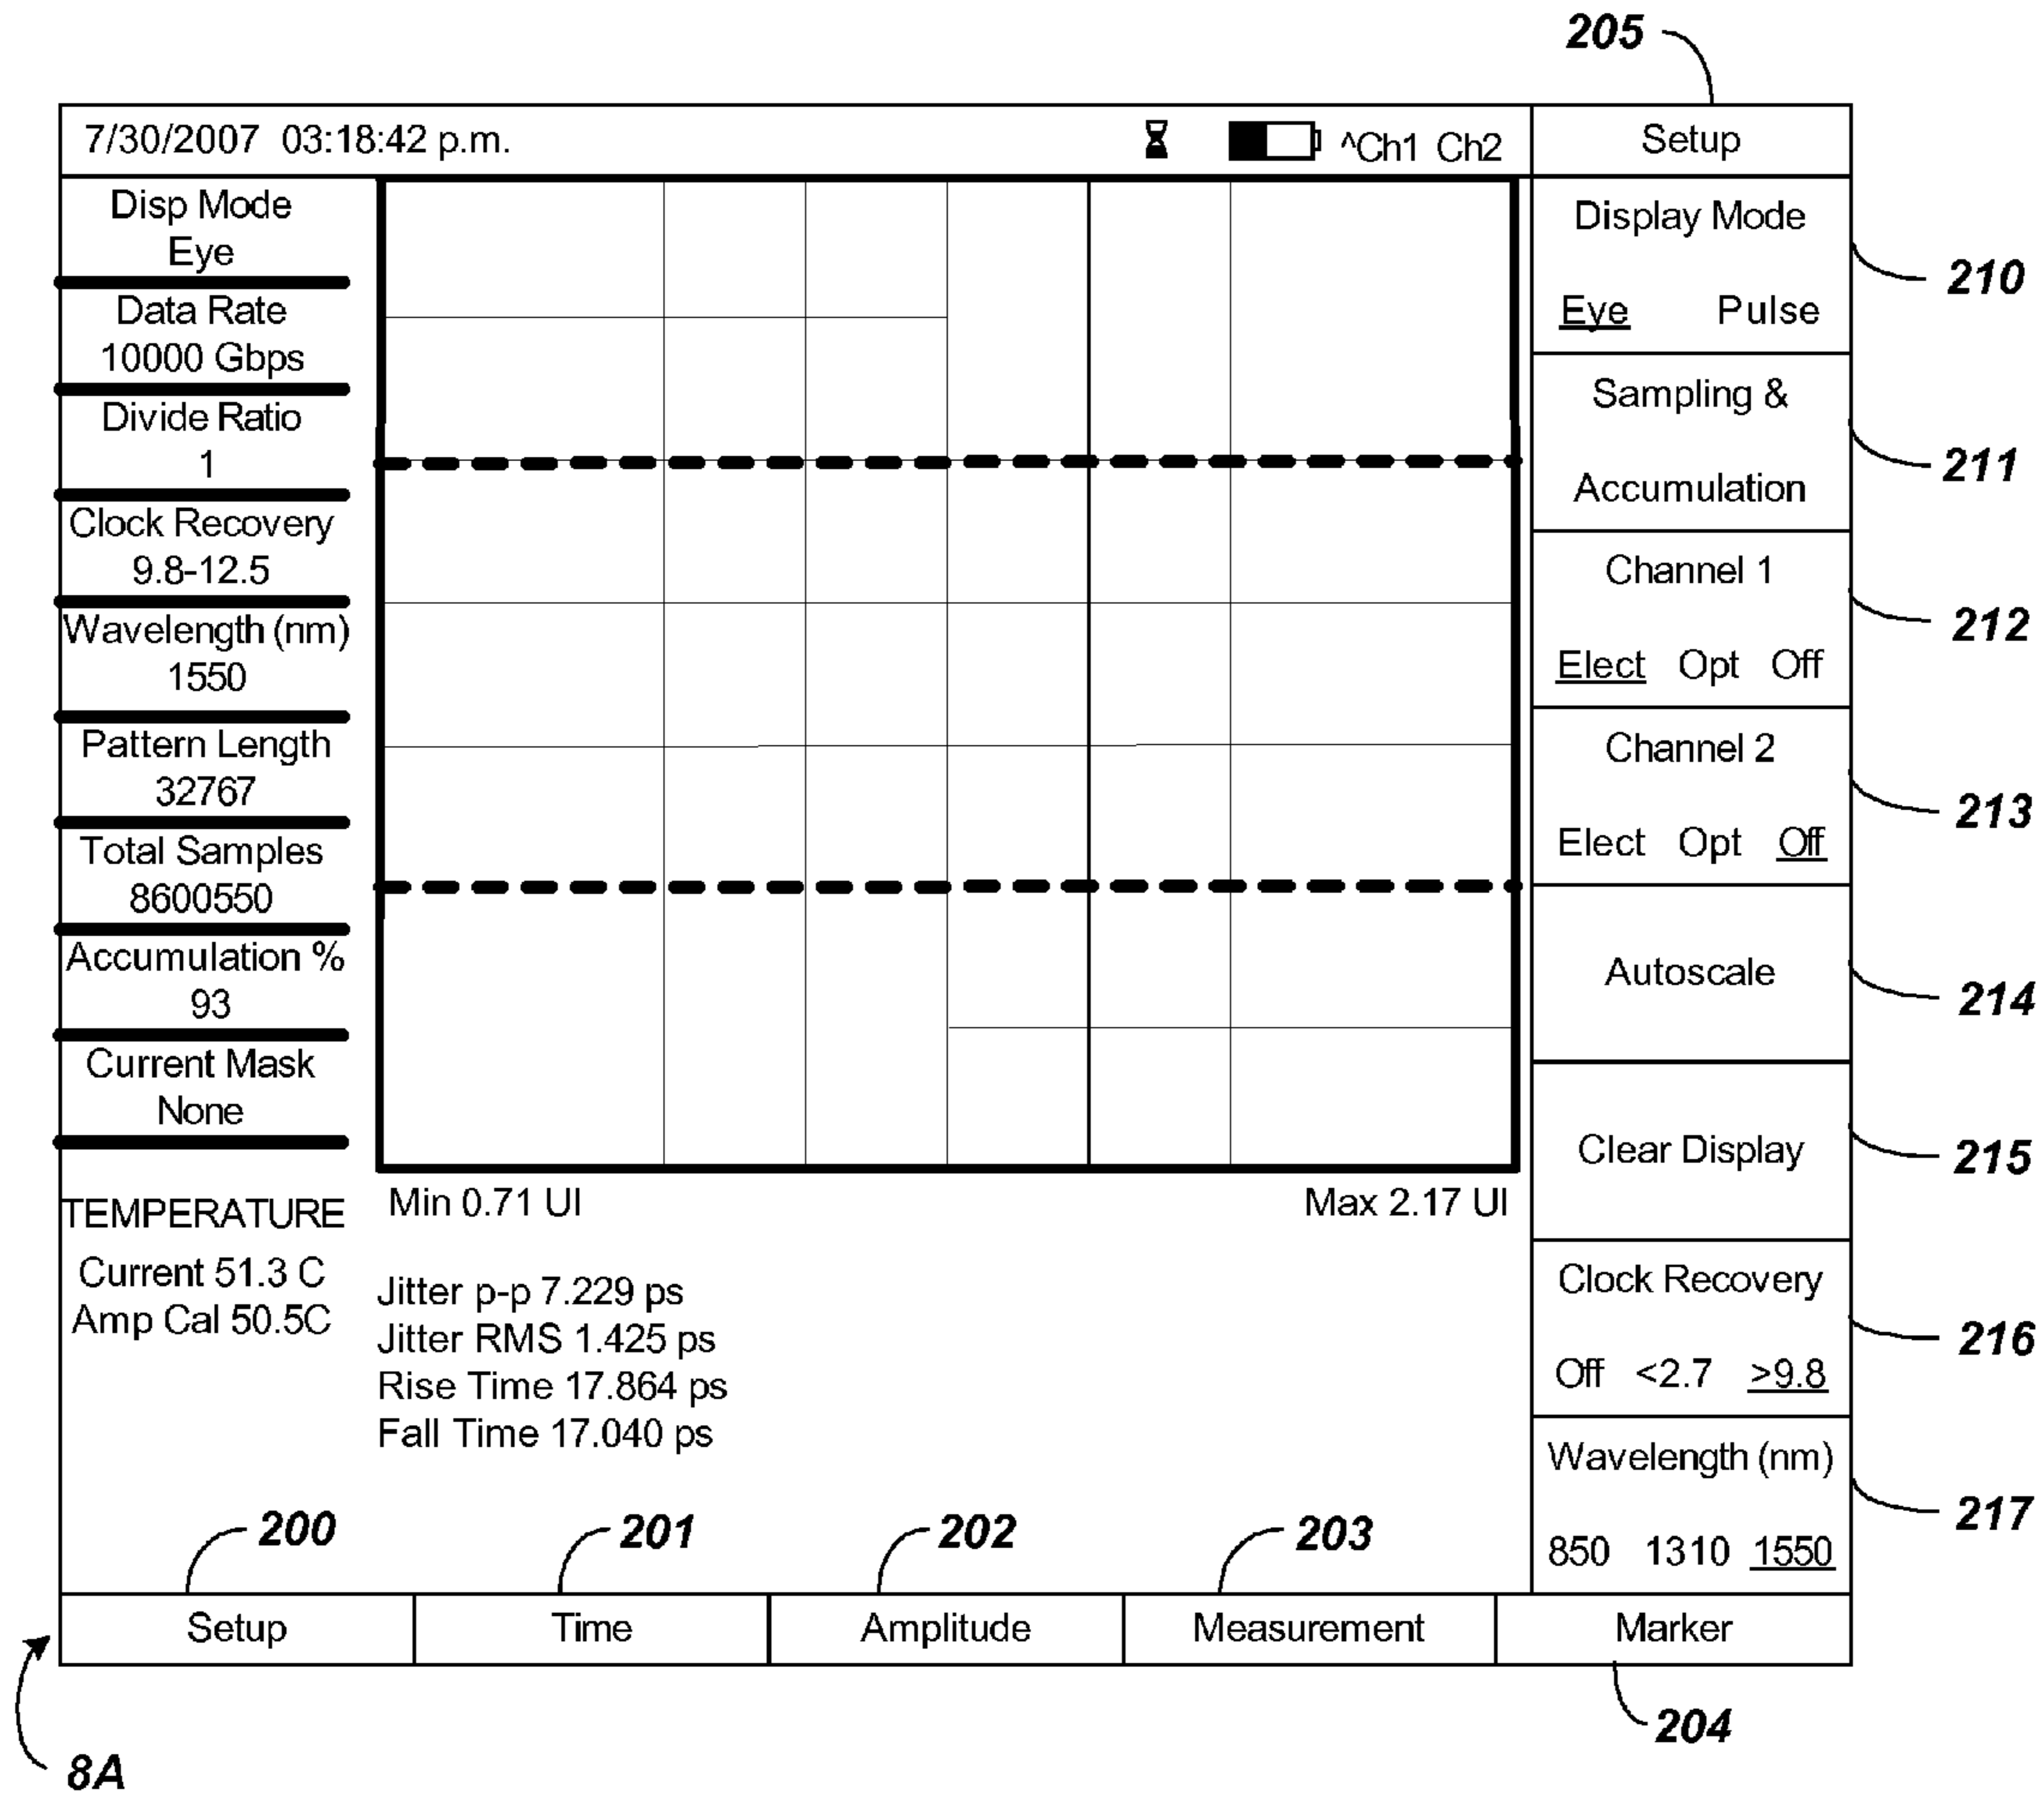 205
7/30/2007 03:18:42 p.m.
^Ch1 Ch2
Setup
Disp Mode
Eye
Data Rate
10000 Gbps
Divide Ratio
1
Clock Recovery
9.8-12.5
Wavelength (nm)
1550
Pattern Length
32767
Total Samples
8600550
Accumulation %
93
Current Mask
None
TEMPERATURE
Current 51.3 C
Amp Cal 50.5C
Min 0.71 UI
Max 2.17 UI
Jitter p-p 7.229 ps
Jitter RMS 1.425 ps
Rise Time 17.864 ps
Fall Time 17.040 ps
Display Mode
Eye Pulse
210
Sampling &
Accumulation
211
Channel 1
Elect Opt Off
212
Channel 2
Elect Opt Off
213
Autoscale
214
Clear Display
215
Clock Recovery
Off <2.7 >9.8
216
Wavelength (nm)
850 1310 1550
217
200
201
202
203
Setup
Time
Amplitude
Measurement
Marker
204
8A